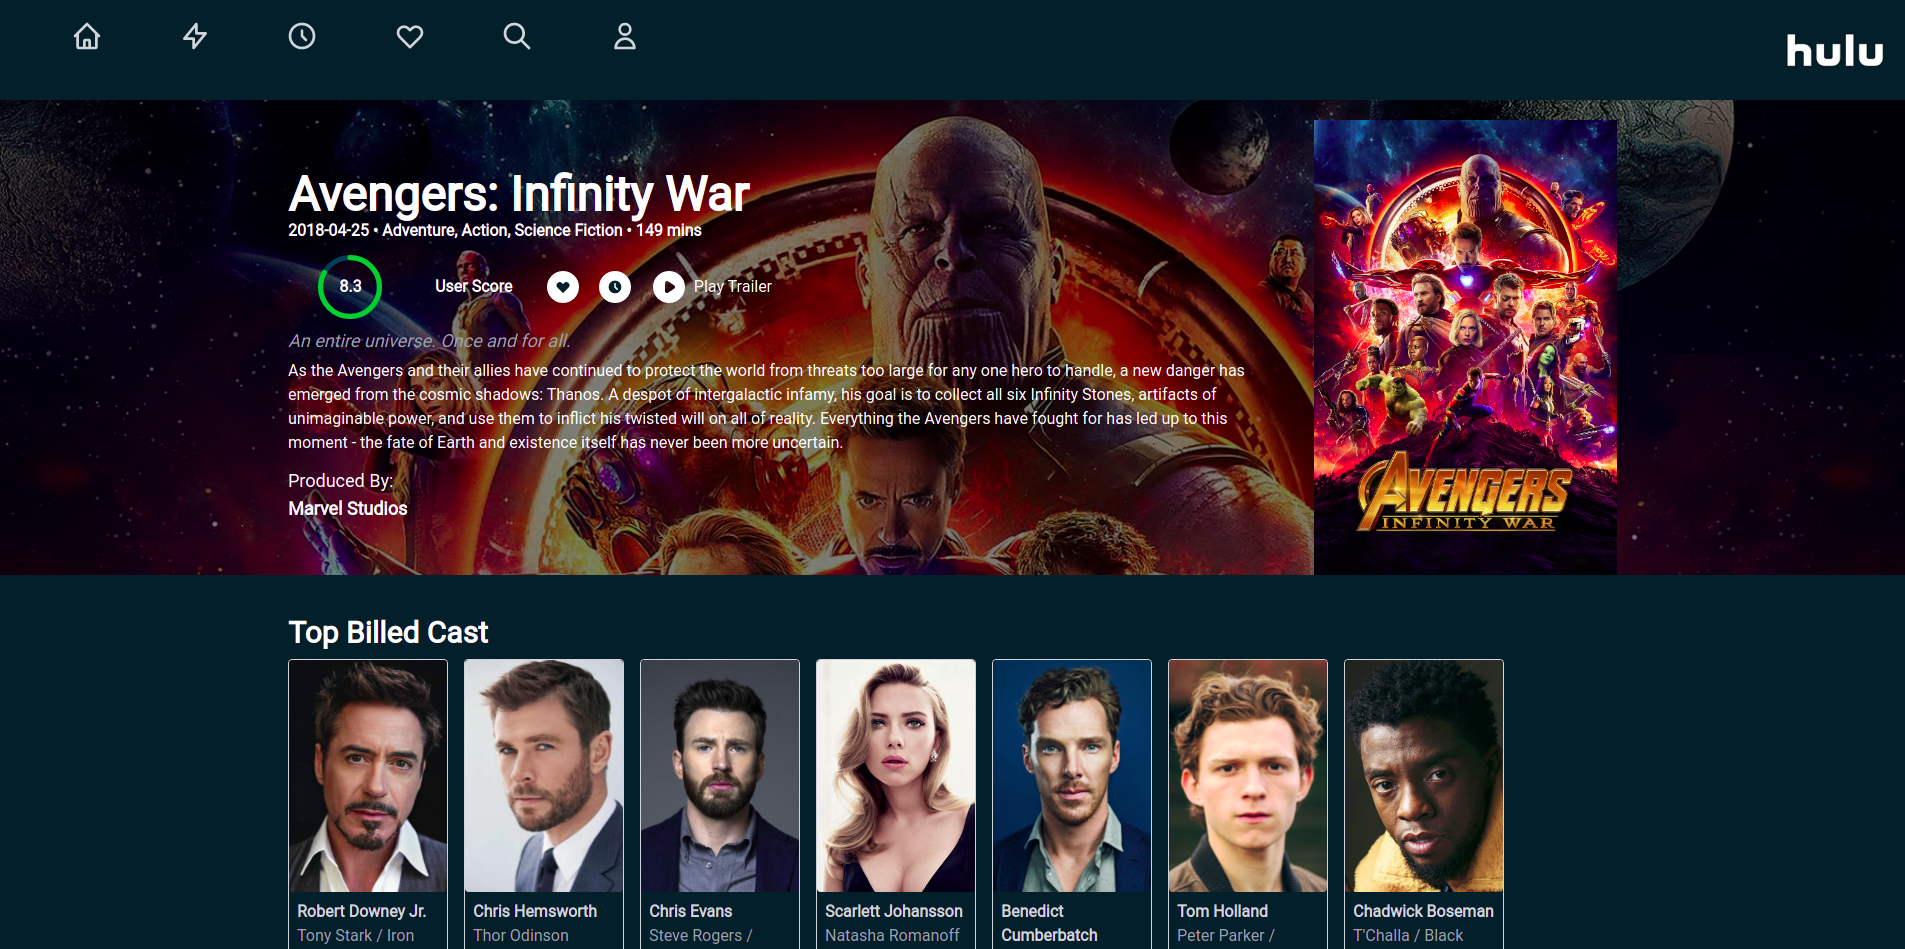 hulu
Avengers: Infinity War
2018-04-25 • Adventure, Action, Science Fiction • 149 mins
8.3
User Score
Play Trailer
An entire universe. Once and for all.
As the Avengers and their allies have continued to protect the world from threats too large for any one hero to handle, a new danger has
emerged from the cosmic shadows: Thanos. A despot of intergalactic infamy, his goal is to collect all six Infinity Stones, artifacts of
unimaginable power, and use them to inflict his twisted will on all of reality. Everything the Avengers have fought for has led up to this
moment - the fate of Earth and existence itself has never been more uncertain.
Produced By:
Marvel Studios
AVENGERS
INFINITY WAR
Top Billed Cast
Robert Downey Jr.
Tony Stark / Iron
Chris Hemsworth
Thor Odinson
Chris Evans
Steve Rogers /
Scarlett Johansson
Natasha Romanoff
Benedict
Cumberbatch
Tom Holland
Peter Parker /
Chadwick Boseman
T'Challa / Black